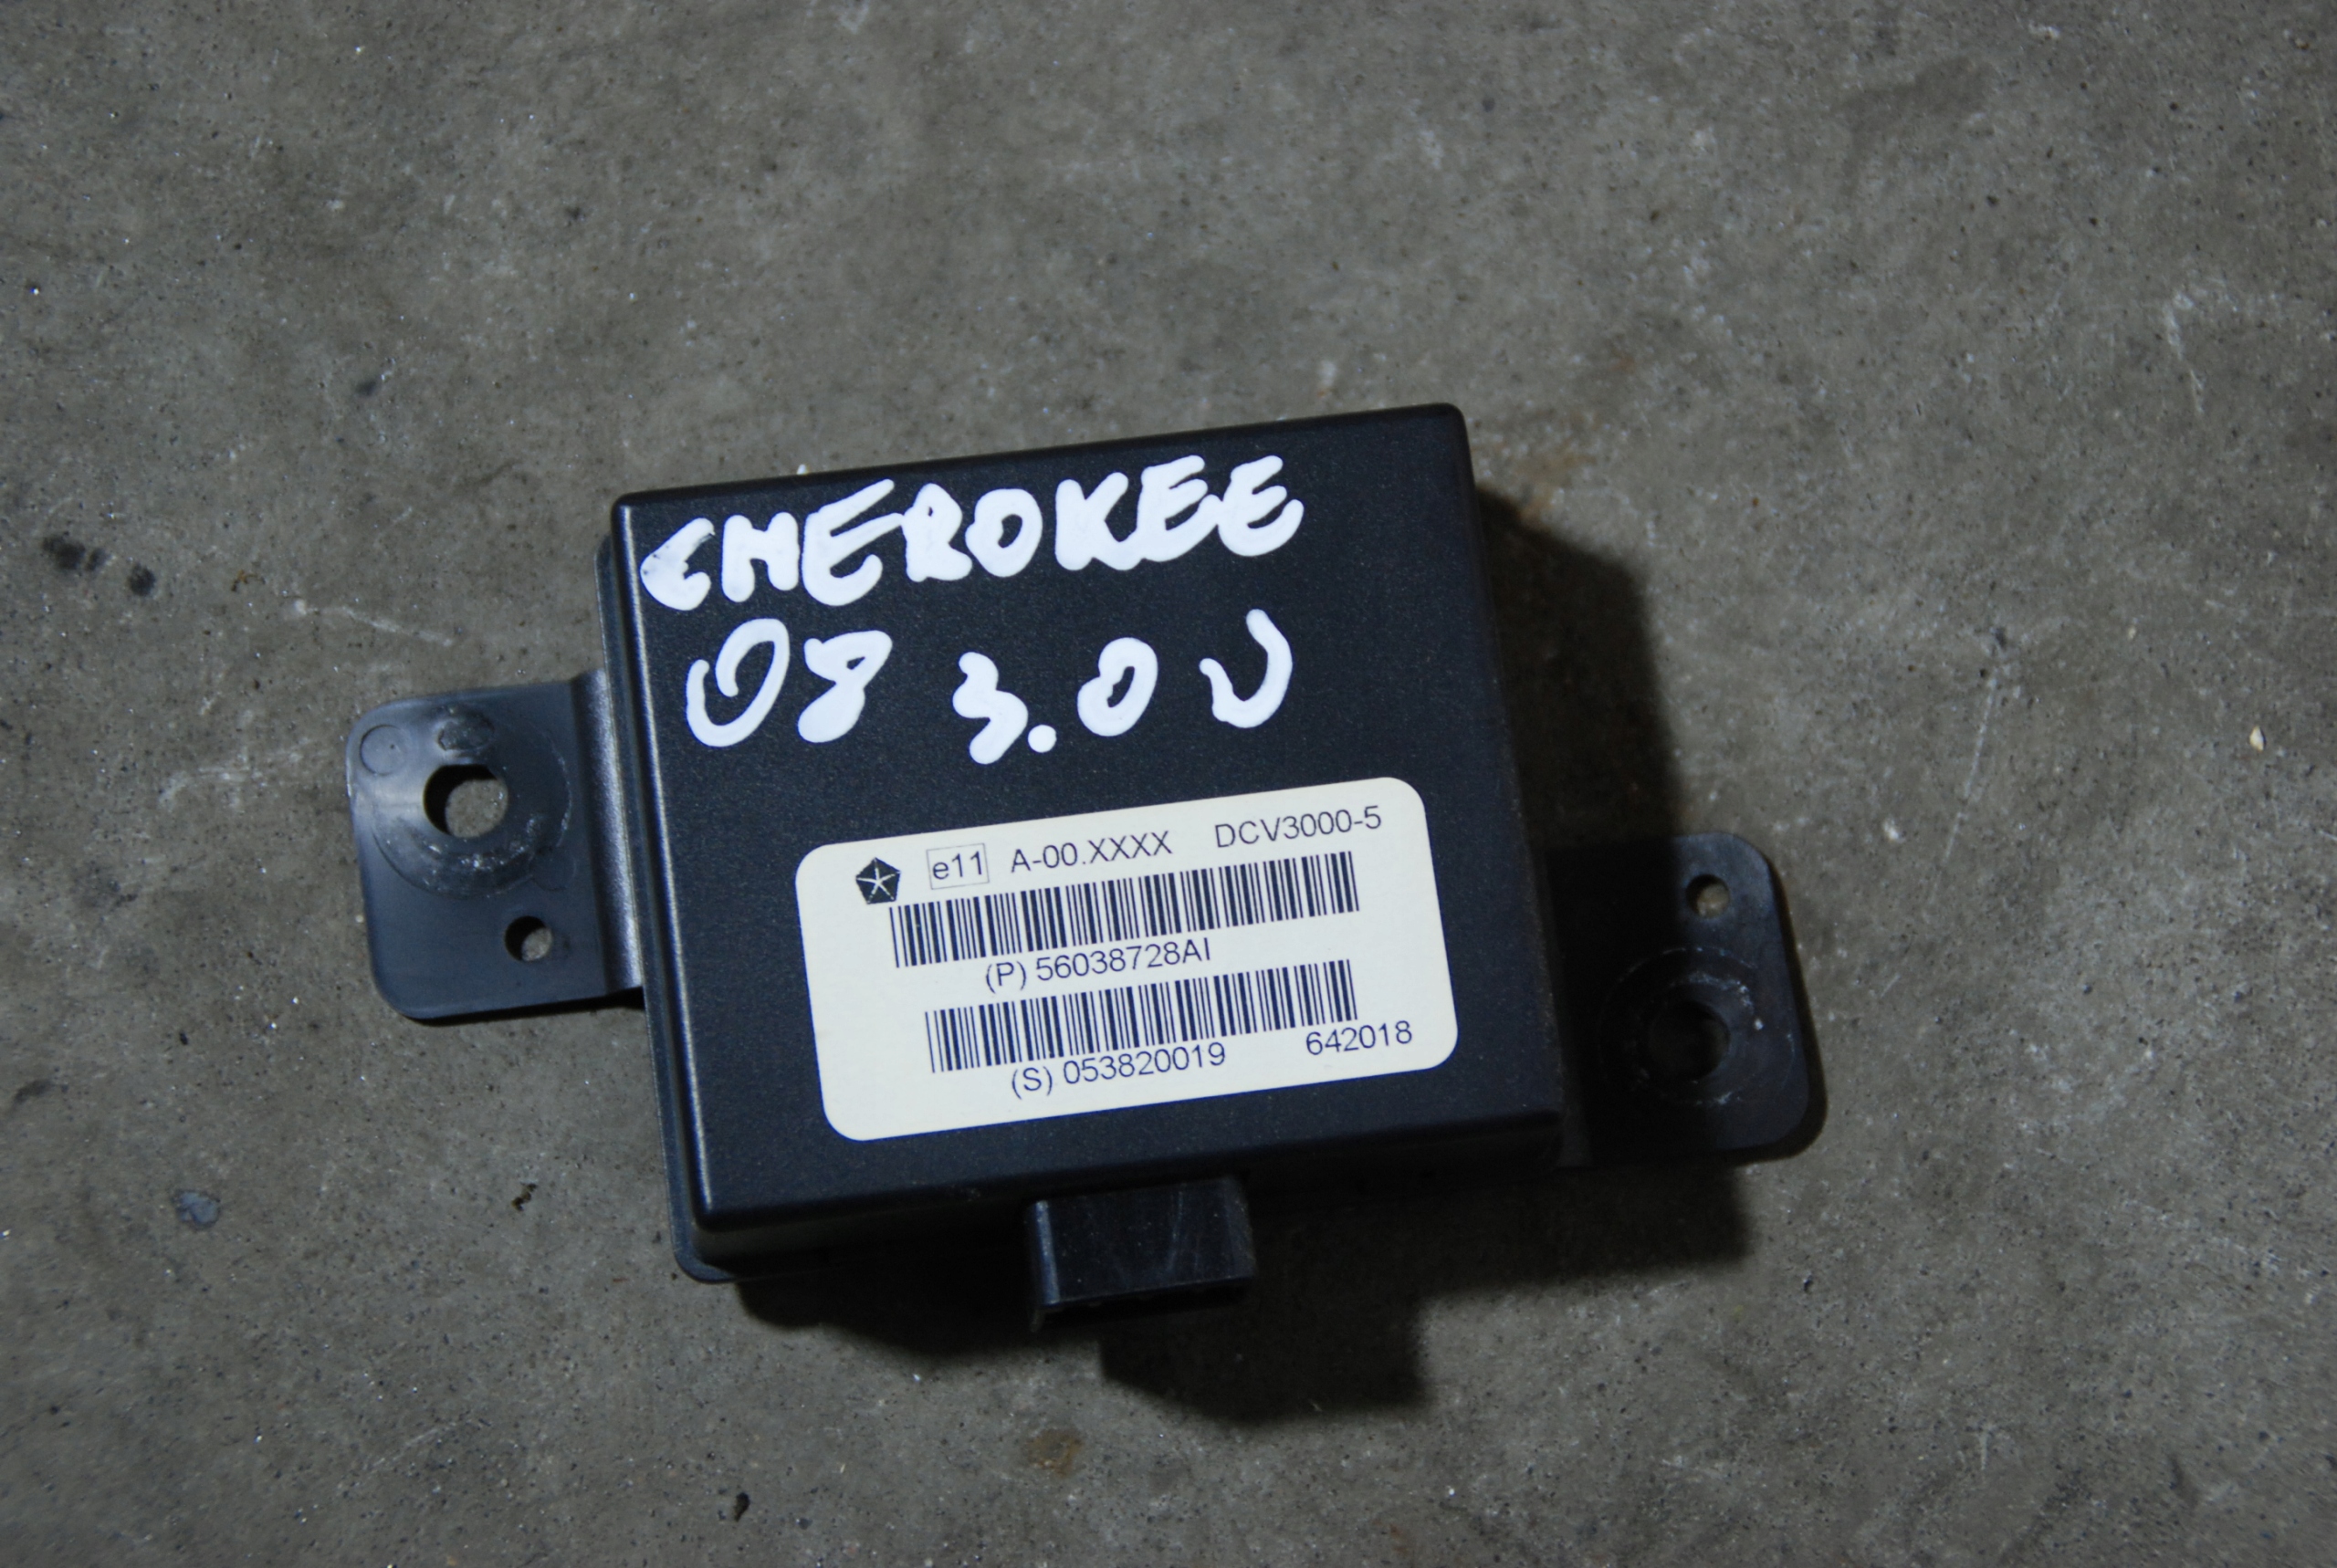 CHEROKEE
08 3.0 V
e11 A-00.XXXX DCV3000-5
(P) 56038728AI
(S) 053820019 642018